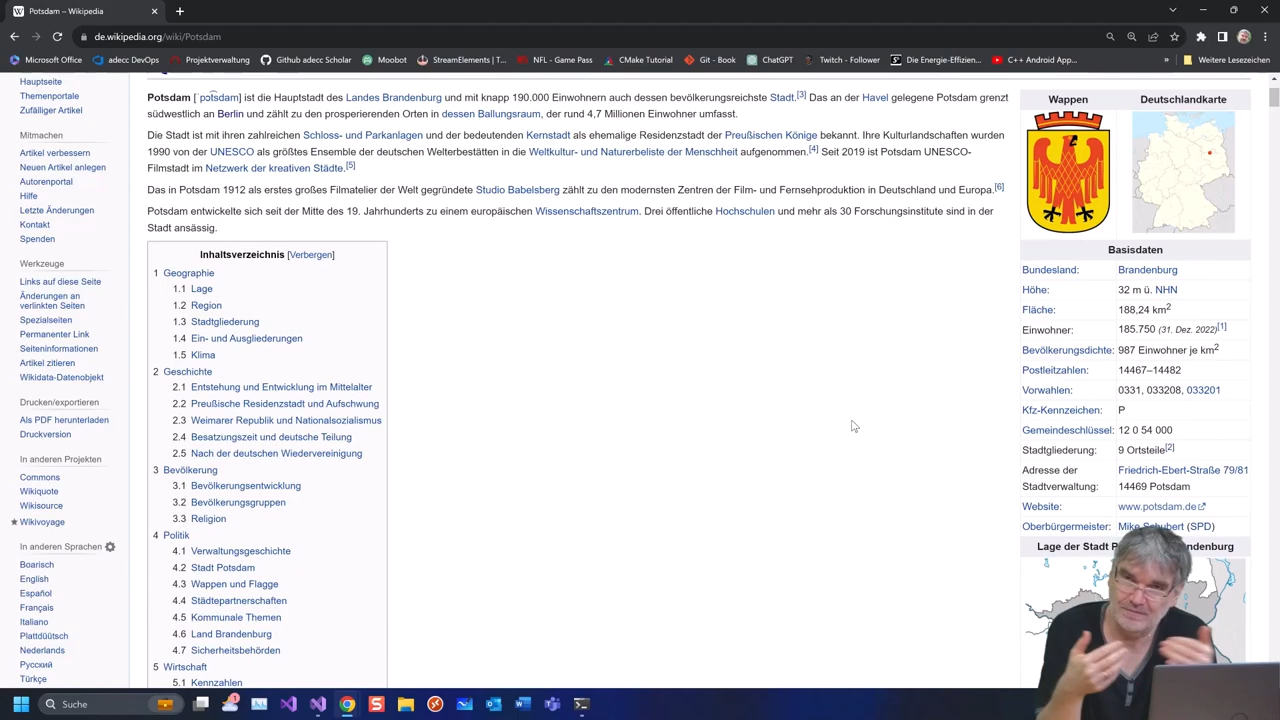 Potsdam – Wikipedia
de.wikipedia.org/wiki/Potsdam
Microsoft Office
adecc DevOps
Projektverwaltung
Github adecc Scholar
Moobot
StreamElements | T...
NFL - Game Pass
CMake Tutorial
Git - Book
ChatGPT
Twitch - Follower
Die Energie-Effizien...
C++ Android App...
»
Weitere Lesezeichen
Hauptseite
Themenportale
Zufälliger Artikel
Mitmachen
Artikel verbessern
Neuen Artikel anlegen
Autorenportal
Hilfe
Letzte Änderungen
Kontakt
Spenden
Werkzeuge
Links auf diese Seite
Änderungen an
verlinkten Seiten
Spezialseiten
Permanenter Link
Seiteninformationen
Artikel zitieren
Wikidata-Datenobjekt
Drucken/exportieren
Als PDF herunterladen
Druckversion
In anderen Projekten
Commons
Wikiquote
Wikisource
Wikivoyage
In anderen Sprachen
Boarisch
English
Español
Français
Italiano
Plattdüütsch
Nederlands
Русский
Türkçe
Potsdam [ˈpɔt͡sdam] ist die Hauptstadt des Landes Brandenburg und mit knapp 190.000 Einwohnern auch dessen bevölkerungsreichste Stadt.[3] Das an der Havel gelegene Potsdam grenzt
südwestlich an Berlin und zählt zu den prosperierenden Orten in dessen Ballungsraum, der rund 4,7 Millionen Einwohner umfasst.
Die Stadt ist mit ihren zahlreichen Schloss- und Parkanlagen und der bedeutenden Kernstadt als ehemalige Residenzstadt der Preußischen Könige bekannt. Ihre Kulturlandschaften wurden
1990 von der UNESCO als größtes Ensemble der deutschen Welterbestätten in die Weltkultur- und Naturerbeliste der Menschheit aufgenommen.[4] Seit 2019 ist Potsdam UNESCO-
Filmstadt im Netzwerk der kreativen Städte.[5]
Das in Potsdam 1912 als erstes großes Filmatelier der Welt gegründete Studio Babelsberg zählt zu den modernsten Zentren der Film- und Fernsehproduktion in Deutschland und Europa.[6]
Potsdam entwickelte sich seit der Mitte des 19. Jahrhunderts zu einem europäischen Wissenschaftszentrum. Drei öffentliche Hochschulen und mehr als 30 Forschungsinstitute sind in der
Stadt ansässig.
Inhaltsverzeichnis [Verbergen]
1 Geographie
1.1 Lage
1.2 Region
1.3 Stadtgliederung
1.4 Ein- und Ausgliederungen
1.5 Klima
2 Geschichte
2.1 Entstehung und Entwicklung im Mittelalter
2.2 Preußische Residenzstadt und Aufschwung
2.3 Weimarer Republik und Nationalsozialismus
2.4 Besatzungszeit und deutsche Teilung
2.5 Nach der deutschen Wiedervereinigung
3 Bevölkerung
3.1 Bevölkerungsentwicklung
3.2 Bevölkerungsgruppen
3.3 Religion
4 Politik
4.1 Verwaltungsgeschichte
4.2 Stadt Potsdam
4.3 Wappen und Flagge
4.4 Städtepartnerschaften
4.5 Kommunale Themen
4.6 Land Brandenburg
4.7 Sicherheitsbehörden
5 Wirtschaft
5.1 Kennzahlen
Wappen Deutschlandkarte
Basisdaten
Bundesland: Brandenburg
Höhe: 32 m ü. NHN
Fläche: 188,24 km2
Einwohner: 185.750 (31. Dez. 2022)[1]
Bevölkerungsdichte: 987 Einwohner je km2
Postleitzahlen: 14467–14482
Vorwahlen: 0331, 033208, 033201
Kfz-Kennzeichen: P
Gemeindeschlüssel: 12 0 54 000
Stadtgliederung: 9 Ortsteile[2]
Adresse der
Stadtverwaltung:
Friedrich-Ebert-Straße 79/81
14469 Potsdam
Website: www.potsdam.de
Oberbürgermeister: Mike Schubert (SPD)
Lage der Stadt P
andenburg
Suche
1